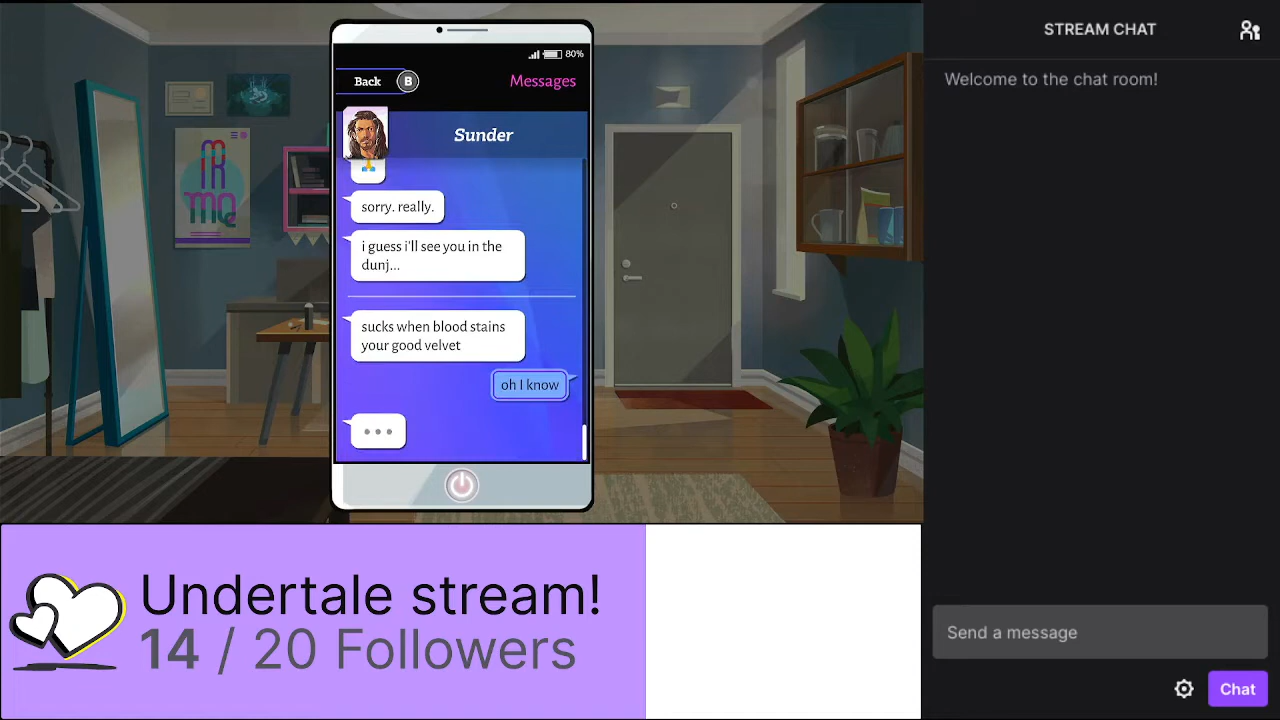 80%
Back
B
Messages
Sunder
sorry. really.
i guess i'll see you in the
dunj...
sucks when blood stains
your good velvet
oh I know
Undertale stream!
14 / 20 Followers
STREAM CHAT
Welcome to the chat room!
Send a message
Chat